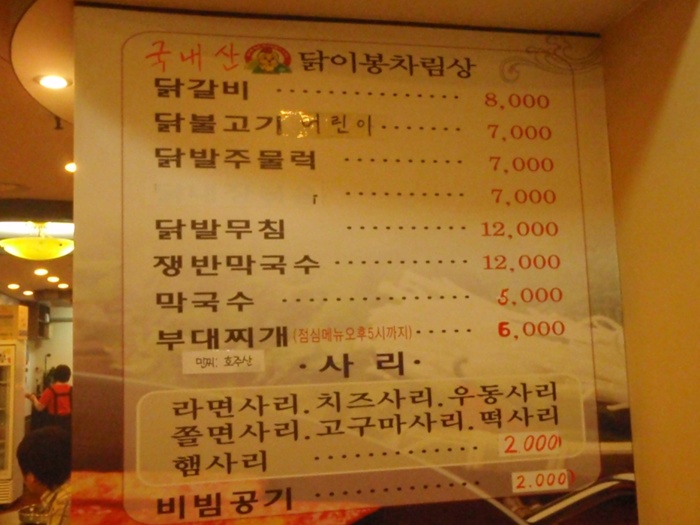 국내산 닭이봉차림상
닭갈비 ················ 8,000
닭불고기 어린이 ······· 7,000
닭발주물럭 ·········· 7,000
·········· 7,000
닭발무침 ·········· 12,000
쟁반막국수 ·········· 12,000
막국수 ·············· 5,000
부대찌개 (점심메뉴오후5시까지) ····· 6,000
호주산
·사 리·
라면사리.치즈사리.우동사리
쫄면사리.고구마사리.떡사리
햄사리 ············ 2.000
비빔공기 ·············· 2.000